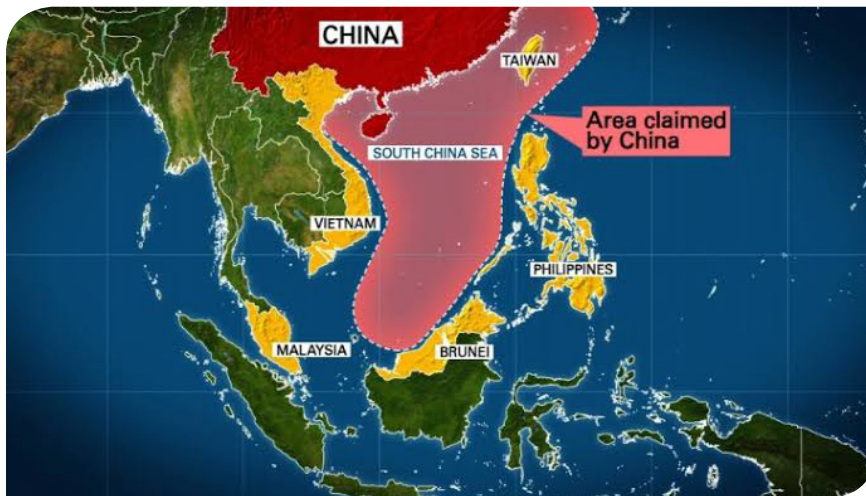 CHINA
TAIWAN
Area claimed
by China
SOUTH CHINA SEA
VIETNAM
PHILIPPINES
MALAYSIA
BRUNEI